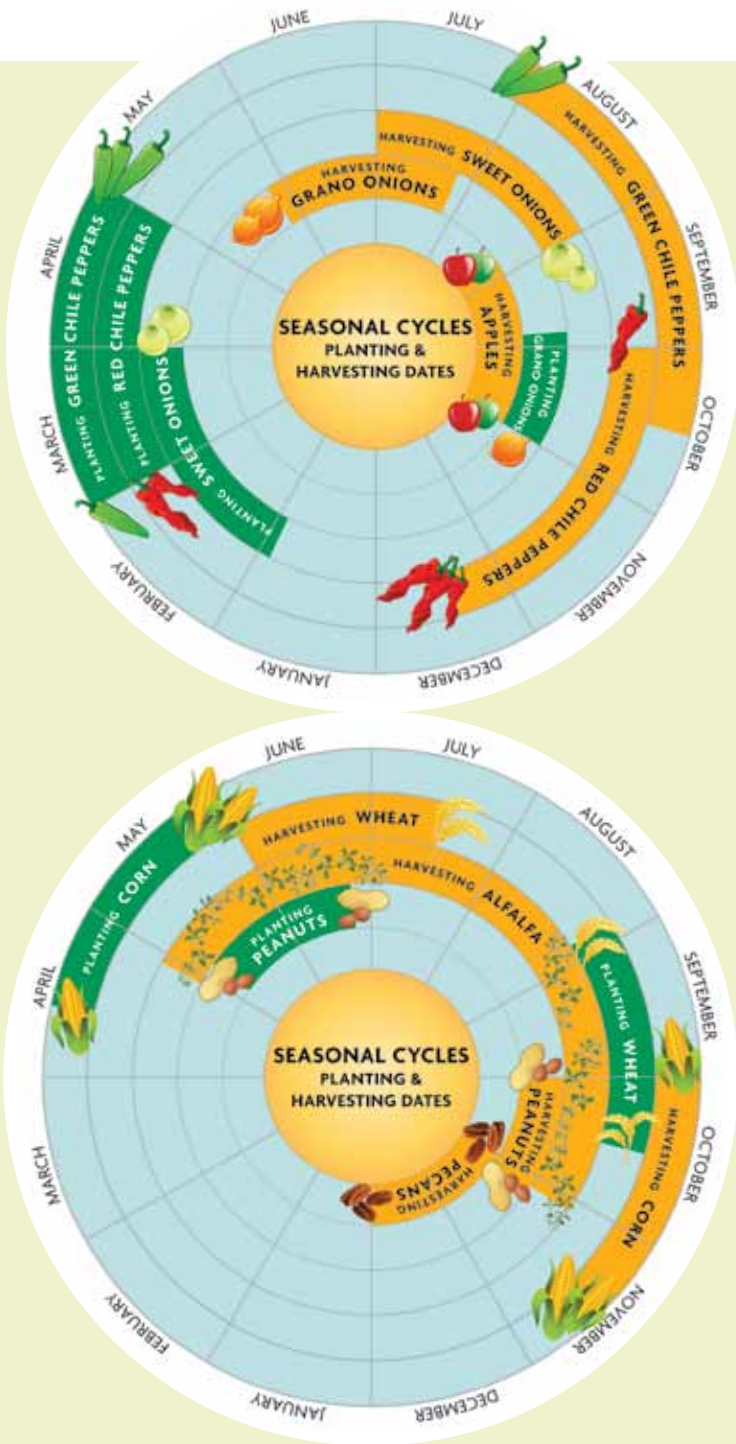 JUNE
JULY
MAY
AUGUST
APRIL
SEPTEMBER
MARCH
OCTOBER
FEBRUARY
NOVEMBER
JANUARY
DECEMBER
HARVESTING GREEN CHILE PEPPERS
HARVESTING SWEET ONIONS
HARVESTING
GRANO ONIONS
PLANTING GREEN CHILE PEPPERS
PLANTING RED CHILE PEPPERS
PLANTING SWEET ONIONS
SEASONAL CYCLES
PLANTING &
HARVESTING DATES
HARVESTING
APPLES
PLANTING
GRANO ONIONS
HARVESTING RED CHILE PEPPERS
JUNE
JULY
MAY
AUGUST
APRIL
SEPTEMBER
MARCH
OCTOBER
FEBRUARY
NOVEMBER
JANUARY
DECEMBER
PLANTING CORN
HARVESTING WHEAT
HARVESTING ALFALFA
PLANTING
PEANUTS
PLANTING WHEAT
SEASONAL CYCLES
PLANTING &
HARVESTING DATES
HARVESTING
PEANUTS
HARVESTING
PECANS
HARVESTING CORN